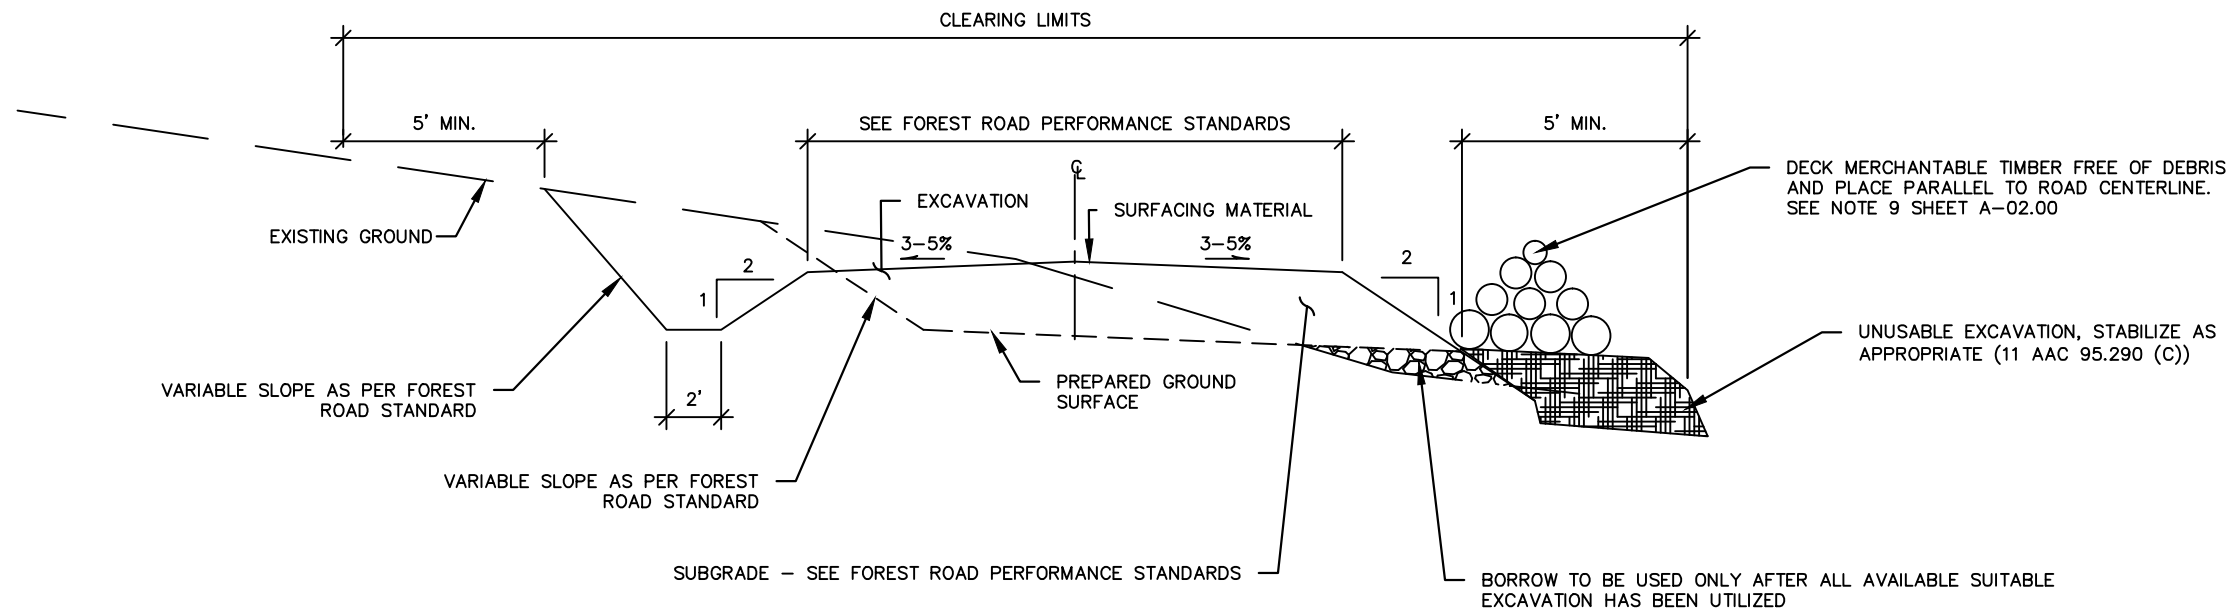 CLEARING LIMITS
5' MIN.
SEE FOREST ROAD PERFORMANCE STANDARDS
5' MIN.
℄
DECK MERCHANTABLE TIMBER FREE OF DEBRIS
AND PLACE PARALLEL TO ROAD CENTERLINE.
SEE NOTE 9 SHEET A-02.00
EXCAVATION
SURFACING MATERIAL
EXISTING GROUND
3-5%
3-5%
2
1
2
1
UNUSABLE EXCAVATION, STABILIZE AS
APPROPRIATE (11 AAC 95.290 (C))
VARIABLE SLOPE AS PER FOREST
ROAD STANDARD
2'
PREPARED GROUND
SURFACE
VARIABLE SLOPE AS PER FOREST
ROAD STANDARD
SUBGRADE - SEE FOREST ROAD PERFORMANCE STANDARDS
BORROW TO BE USED ONLY AFTER ALL AVAILABLE SUITABLE
EXCAVATION HAS BEEN UTILIZED